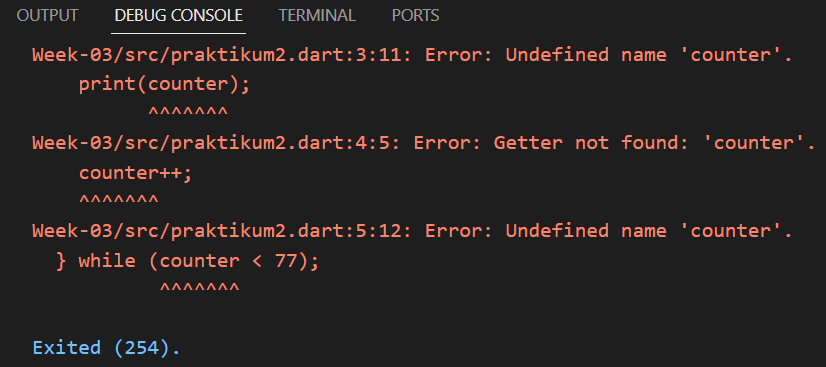 OUTPUT DEBUG CONSOLE TERMINAL PORTS
Week-03/src/praktikum2.dart:3:11: Error: Undefined name 'counter'.
    print(counter);
          ^^^^^^^
Week-03/src/praktikum2.dart:4:5: Error: Getter not found: 'counter'.
    counter++;
    ^^^^^^^
Week-03/src/praktikum2.dart:5:12: Error: Undefined name 'counter'.
  } while (counter < 77);
           ^^^^^^^
Exited (254).